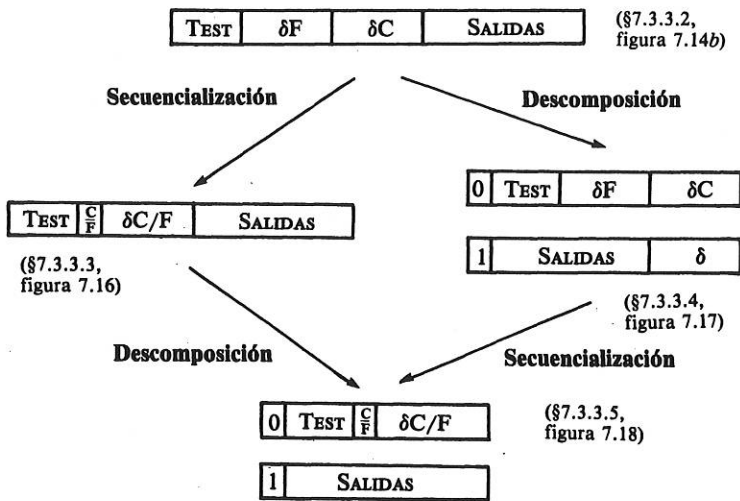 TEST δF δC SALIDAS
(§7.3.3.2,
figura 7.14b)
Secuencialización
Descomposición
TEST C/F δC/F SALIDAS
(§7.3.3.3,
figura 7.16)
0 TEST δF δC
1 SALIDAS δ
(§7.3.3.4,
figura 7.17)
Descomposición
Secuencialización
0 TEST C/F δC/F
1 SALIDAS
(§7.3.3.5,
figura 7.18)